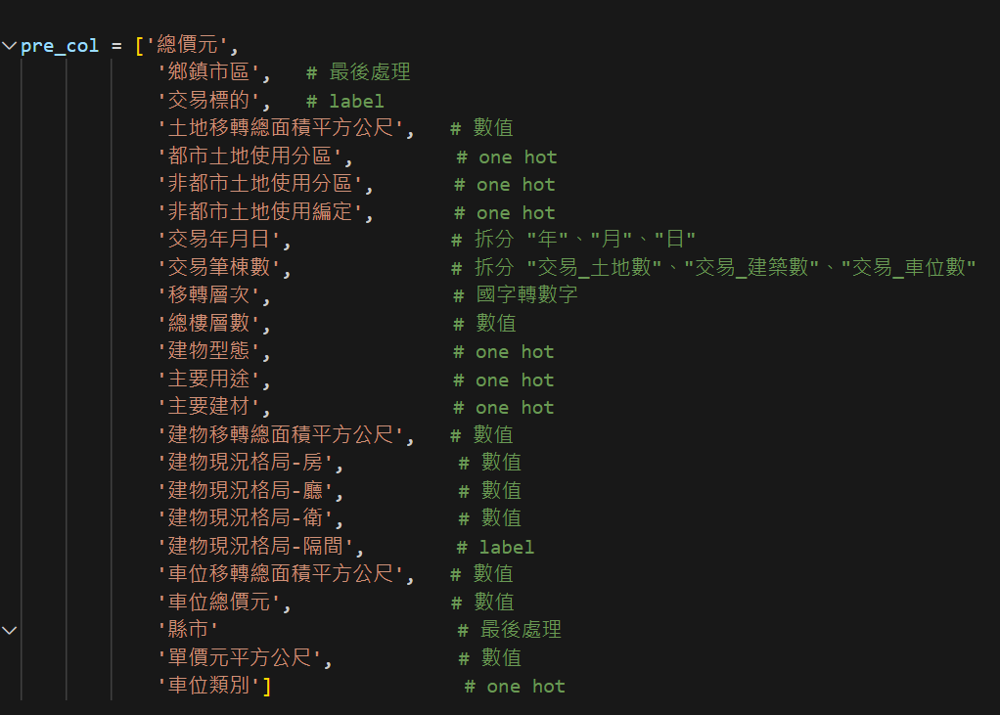 pre_col = ['總價元',
'鄉鎮市區',   # 最後處理
'交易標的',   # label
'土地移轉總面積平方公尺',   # 數值
'都市土地使用分區',         # one hot
'非都市土地使用分區',       # one hot
'非都市土地使用編定',       # one hot
'交易年月日',               # 拆分 "年"、"月"、"日"
'交易筆棟數',               # 拆分 "交易_土地數"、"交易_建築數"、"交易_車位數"
'移轉層次',                 # 國字轉數字
'總樓層數',                 # 數值
'建物型態',                 # one hot
'主要用途',                 # one hot
'主要建材',                 # one hot
'建物移轉總面積平方公尺',   # 數值
'建物現況格局-房',          # 數值
'建物現況格局-廳',          # 數值
'建物現況格局-衛',          # 數值
'建物現況格局-隔間',        # label
'車位移轉總面積平方公尺',   # 數值
'車位總價元',               # 數值
'縣市'                      # 最後處理
'單價元平方公尺',           # 數值
'車位類別']                 # one hot